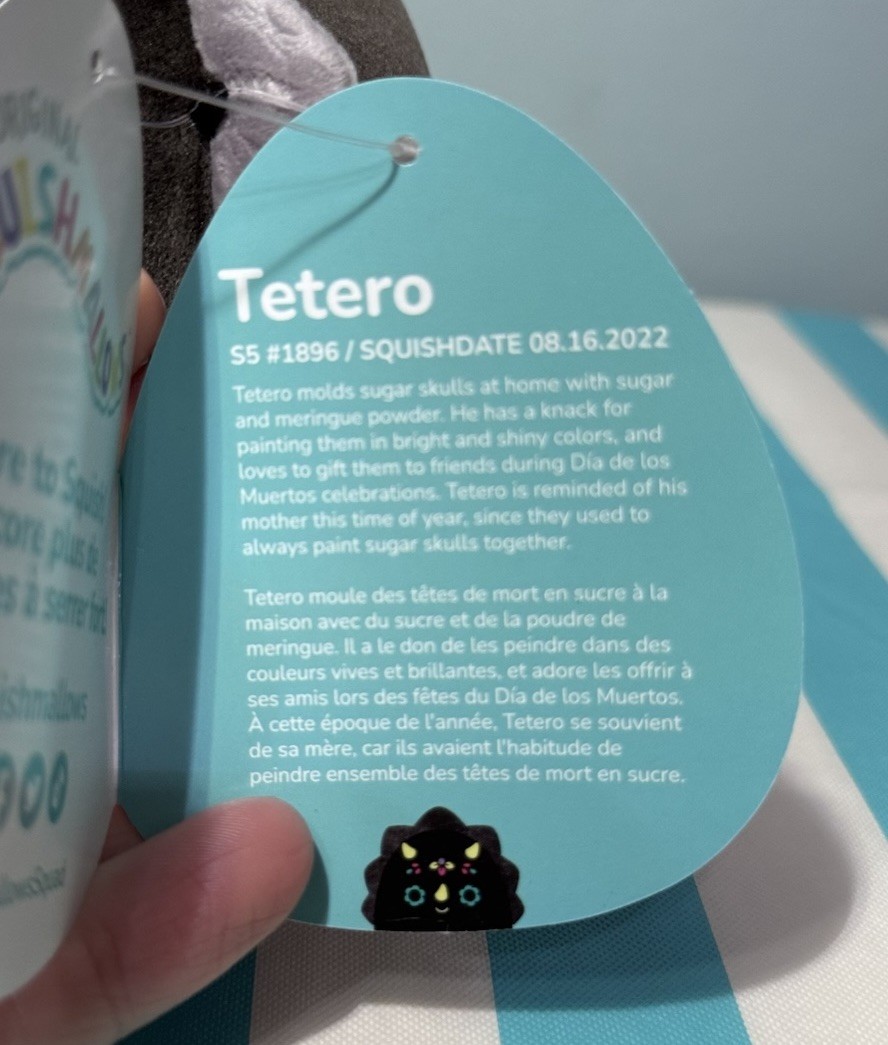 ORIGINAL
Tetero
S5 #1896 / SQUISHDATE 08.16.2022
Tetero molds sugar skulls at home with sugar
and meringue powder. He has a knack for
painting them in bright and shiny colors, and
loves to gift them to friends during Día de los
Muertos celebrations. Tetero is reminded of his
mother this time of year, since they used to
always paint sugar skulls together.
Tetero moule des têtes de mort en sucre à la
maison avec du sucre et de la poudre de
meringue. Il a le don de les peindre dans des
couleurs vives et brillantes, et adore les offrir à
ses amis lors des fêtes du Día de los Muertos.
À cette époque de l'année, Tetero se souvient
de sa mère, car ils avaient l'habitude de
peindre ensemble des têtes de mort en sucre.